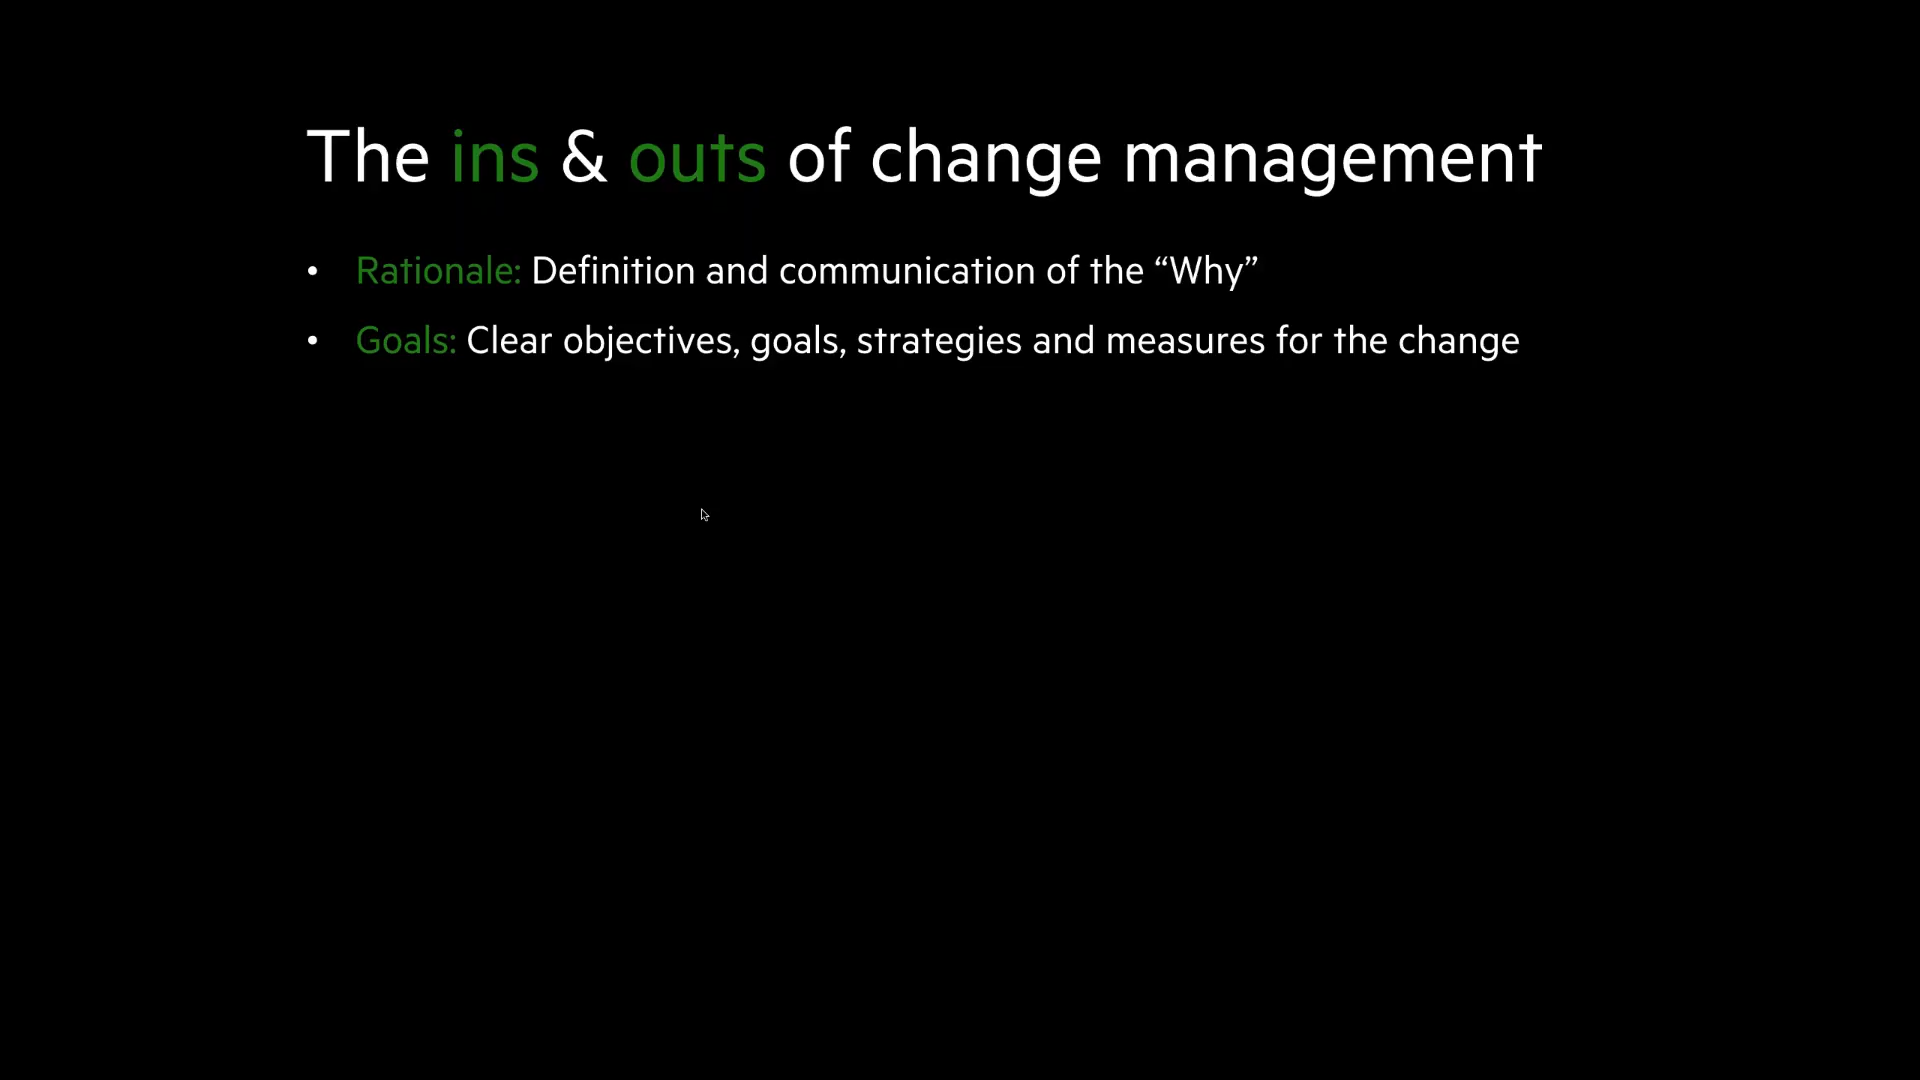 The ins & outs of change management
• Rationale: Definition and communication of the “Why”
• Goals: Clear objectives, goals, strategies and measures for the change